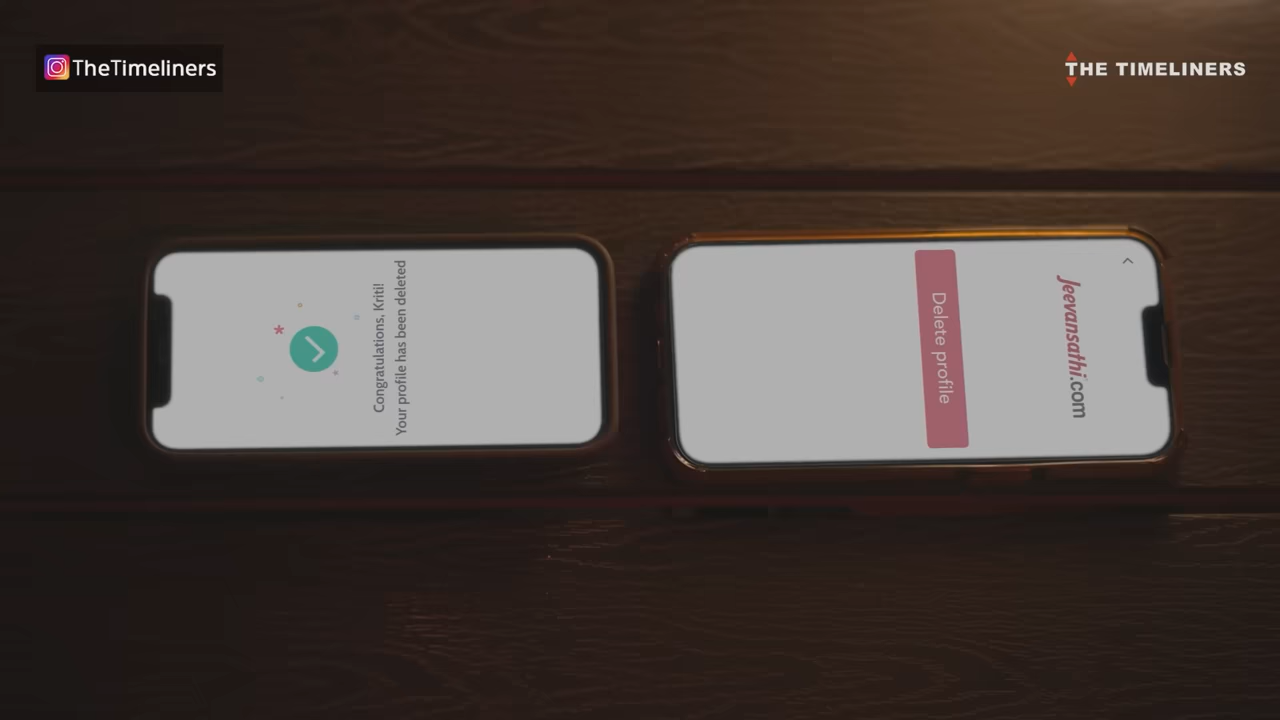 TheTimeliners
THE TIMELINERS
Congratulations, Kriti!
Your profile has been deleted
Delete profile
Jeevansathi.com